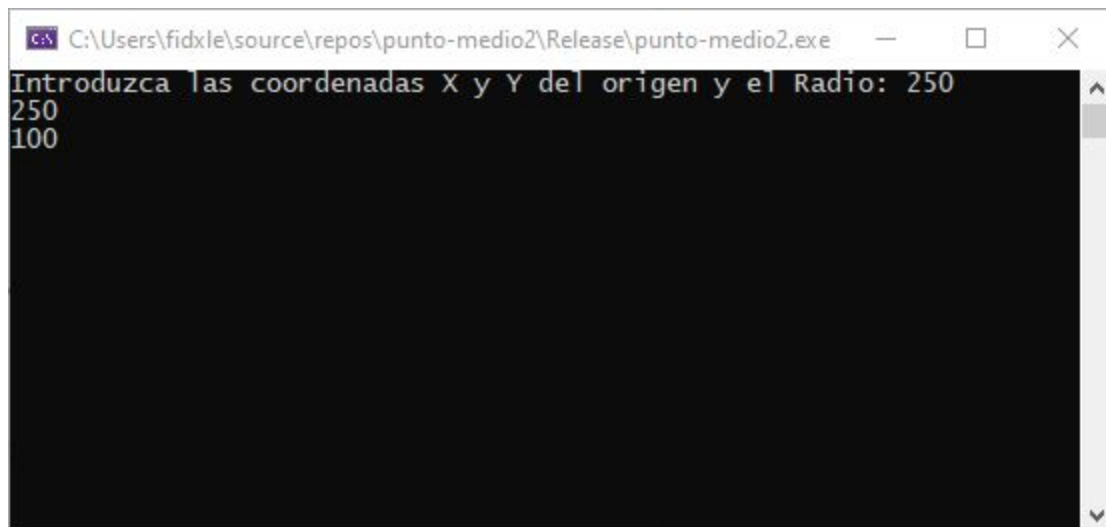 C:\Users\fidxle\source\repos\punto-medio2\Release\punto-medio2.exe
Introduzca las coordenadas X y Y del origen y el Radio: 250
250
100